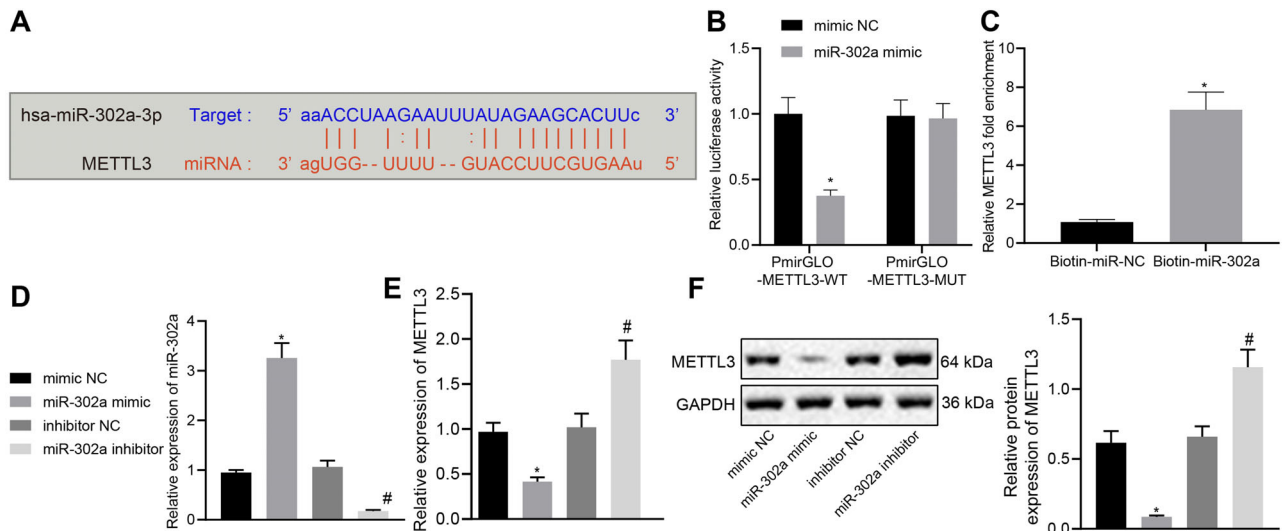 A
hsa-miR-302a-3p Target : 5' aaACCUAAGAAUUUAUAGAAGCACUUc 3'
METTL3 miRNA : 3' agUGG--UUUU--GUACCUUCGUGAAu 5'
B
mimic NC
miR-302a mimic
Relative luciferase activity
1.5
1.0
0.5
0.0
*
PmirGLO
-METTL3-WT
PmirGLO
-METTL3-MUT
C
Relative METTL3 fold enrichment
10
8
6
4
2
0
*
Biotin-miR-NC Biotin-miR-302a
D
mimic NC
miR-302a mimic
inhibitor NC
miR-302a inhibitor
Relative expression of miR-302a
4
3
2
1
0
*
#
E
Relative expression of METTL3
2.5
2.0
1.5
1.0
0.5
0.0
*
#
F
METTL3 64 kDa
GAPDH 36 kDa
mimic NC
miR-302a mimic
inhibitor NC
miR-302a inhibitor
Relative protein
expression of METTL3
1.5
1.0
0.5
0.0
*
#